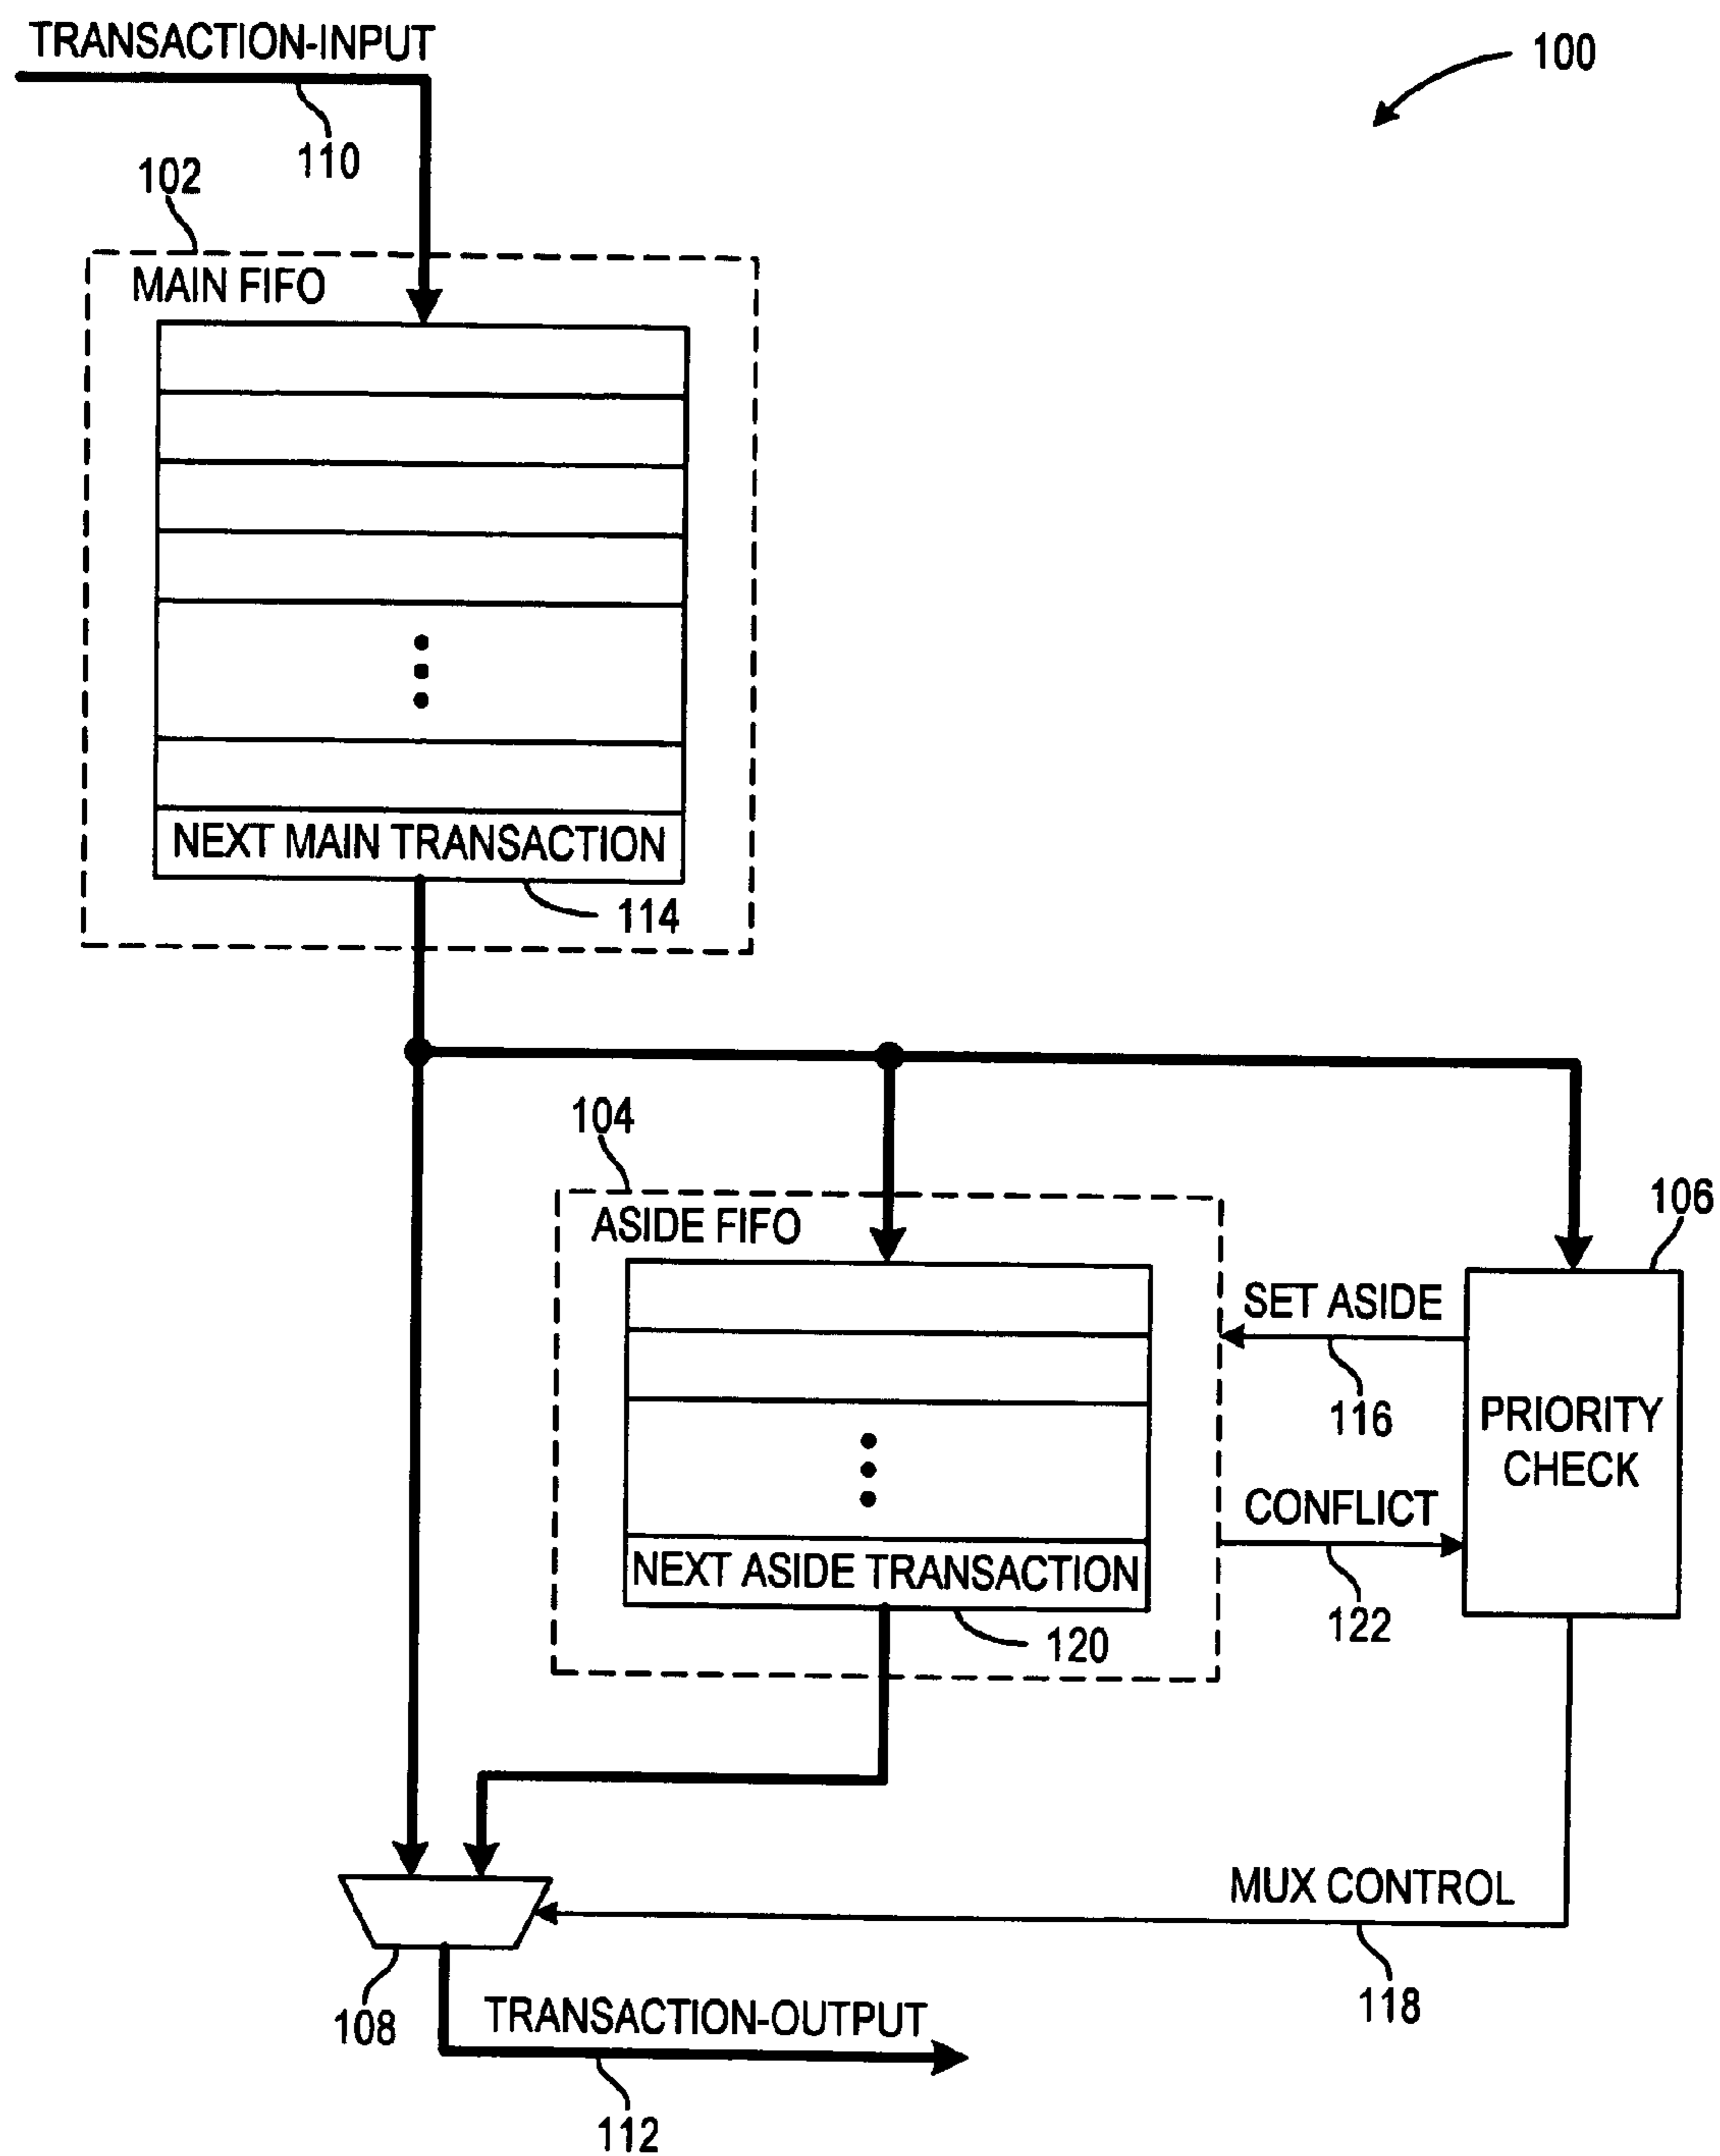 TRANSACTION-INPUT
100
110
102
MAIN FIFO
NEXT MAIN TRANSACTION
114
104
ASIDE FIFO
106
SET ASIDE
116
PRIORITY
CHECK
CONFLICT
122
NEXT ASIDE TRANSACTION
120
MUX CONTROL
118
108
TRANSACTION-OUTPUT
112